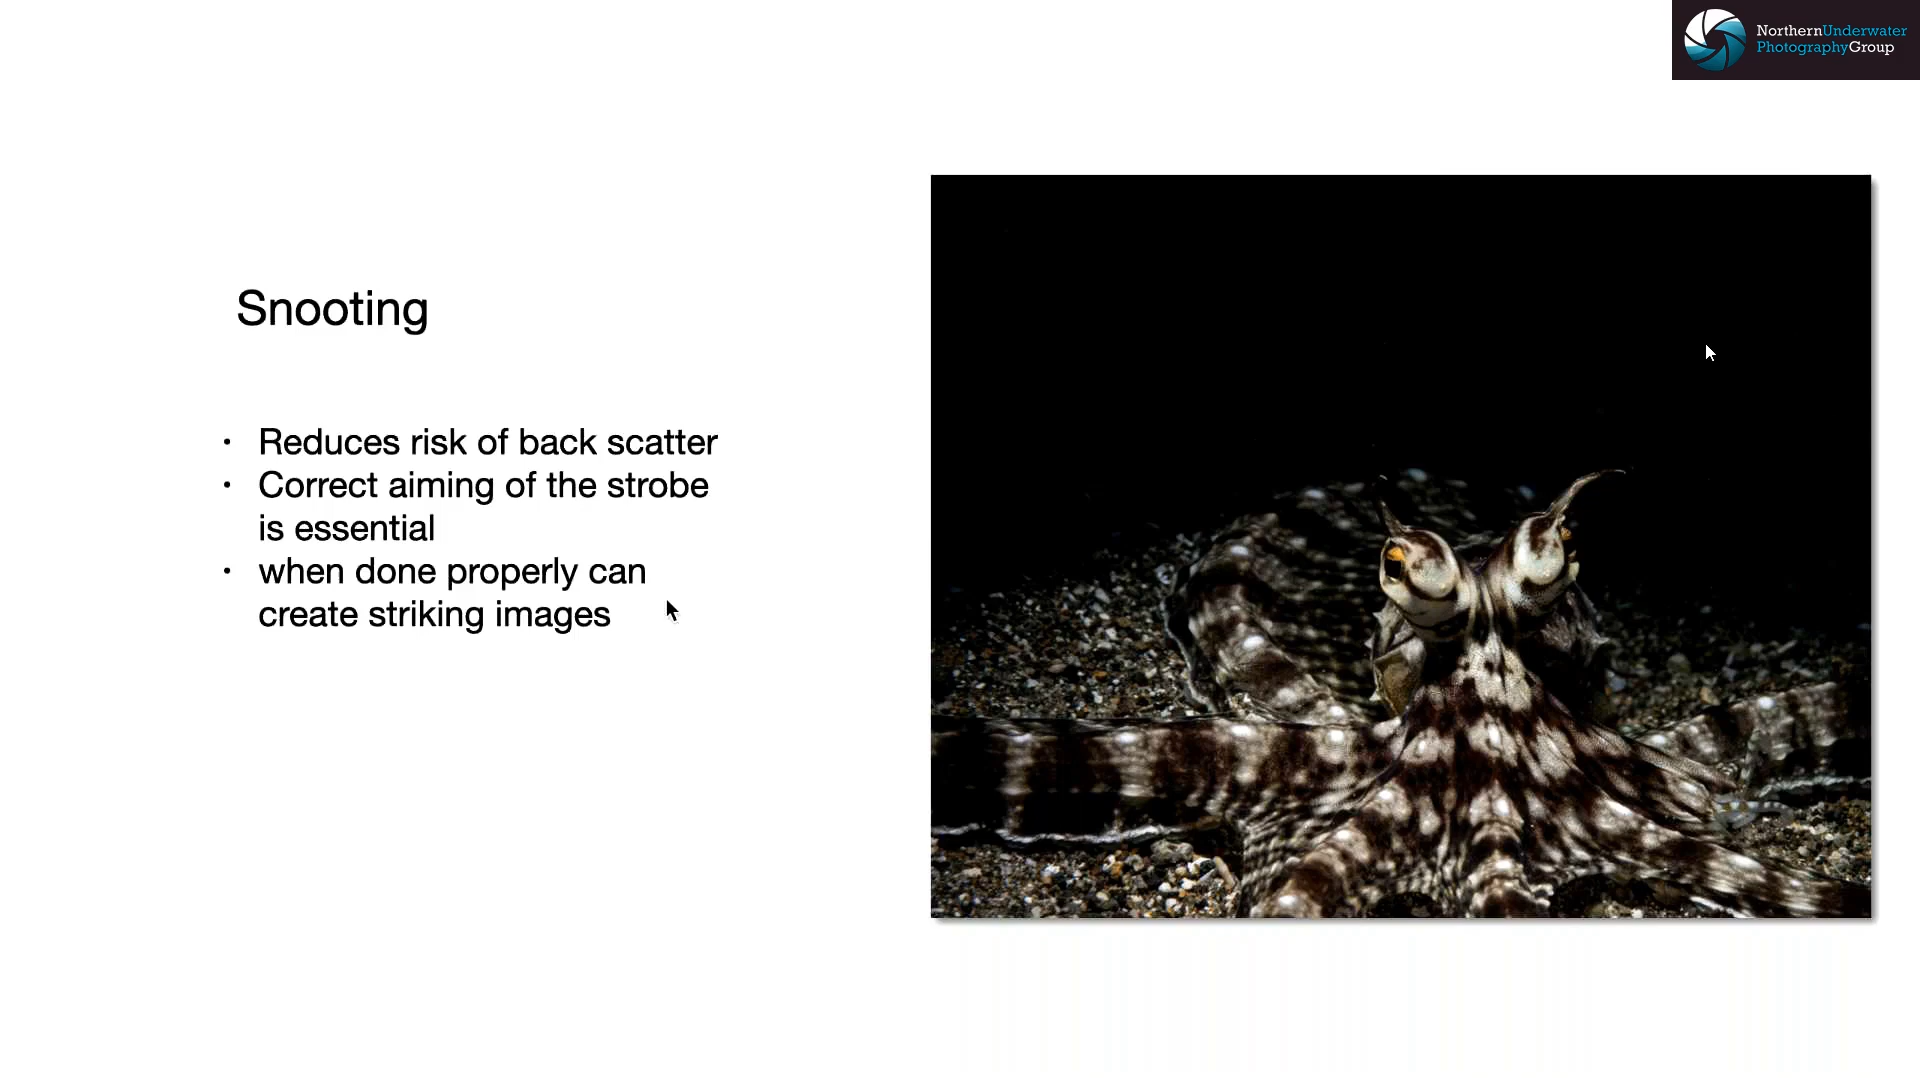 NorthernUnderwater
PhotographyGroup
Snooting
• Reduces risk of back scatter
• Correct aiming of the strobe
is essential
• when done properly can
create striking images